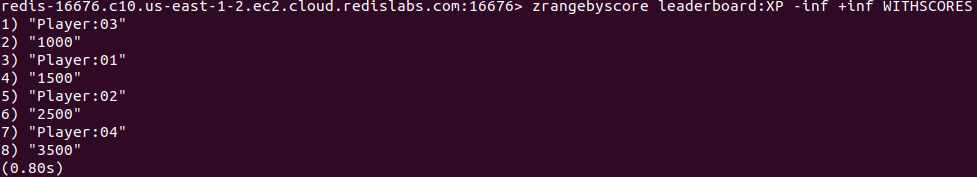 redis-16676.c10.us-east-1-2.ec2.cloud.redislabs.com:16676> zrangebyscore leaderboard:XP -inf +inf WITHSCORES
1) "Player:03"
2) "1000"
3) "Player:01"
4) "1500"
5) "Player:02"
6) "2500"
7) "Player:04"
8) "3500"
(0.80s)